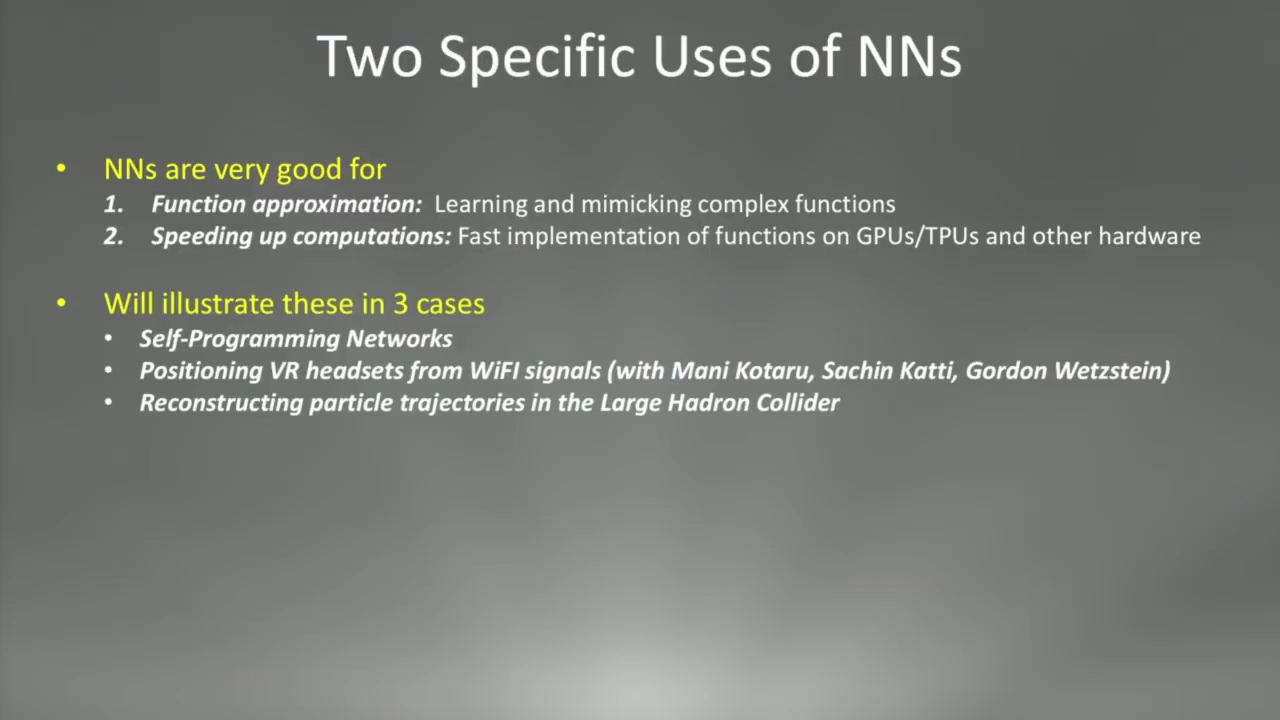 Two Specific Uses of NNs
• NNs are very good for
1. Function approximation: Learning and mimicking complex functions
2. Speeding up computations: Fast implementation of functions on GPUs/TPUs and other hardware
• Will illustrate these in 3 cases
• Self-Programming Networks
• Positioning VR headsets from WiFI signals (with Mani Kotaru, Sachin Katti, Gordon Wetzstein)
• Reconstructing particle trajectories in the Large Hadron Collider